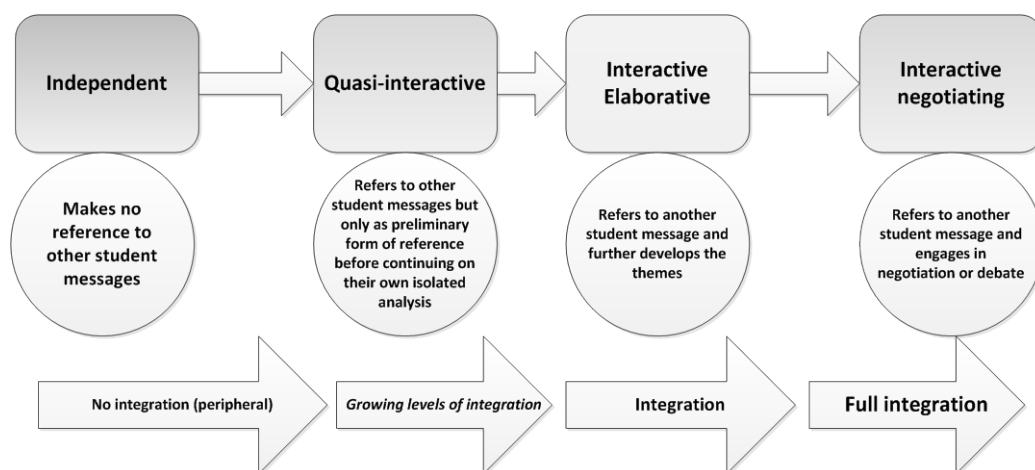 Independent
Quasi-interactive
Interactive
Elaborative
Interactive
negotiating
Makes no
reference to
other student
messages
Refers to other
student messages but
only as preliminary
form of reference
before continuing on
their own isolated
analysis
Refers to another
student message and
further develops the
themes
Refers to another
student message and
engages in
negotiation or debate
No integration (peripheral)
Growing levels of integration
Integration
Full integration